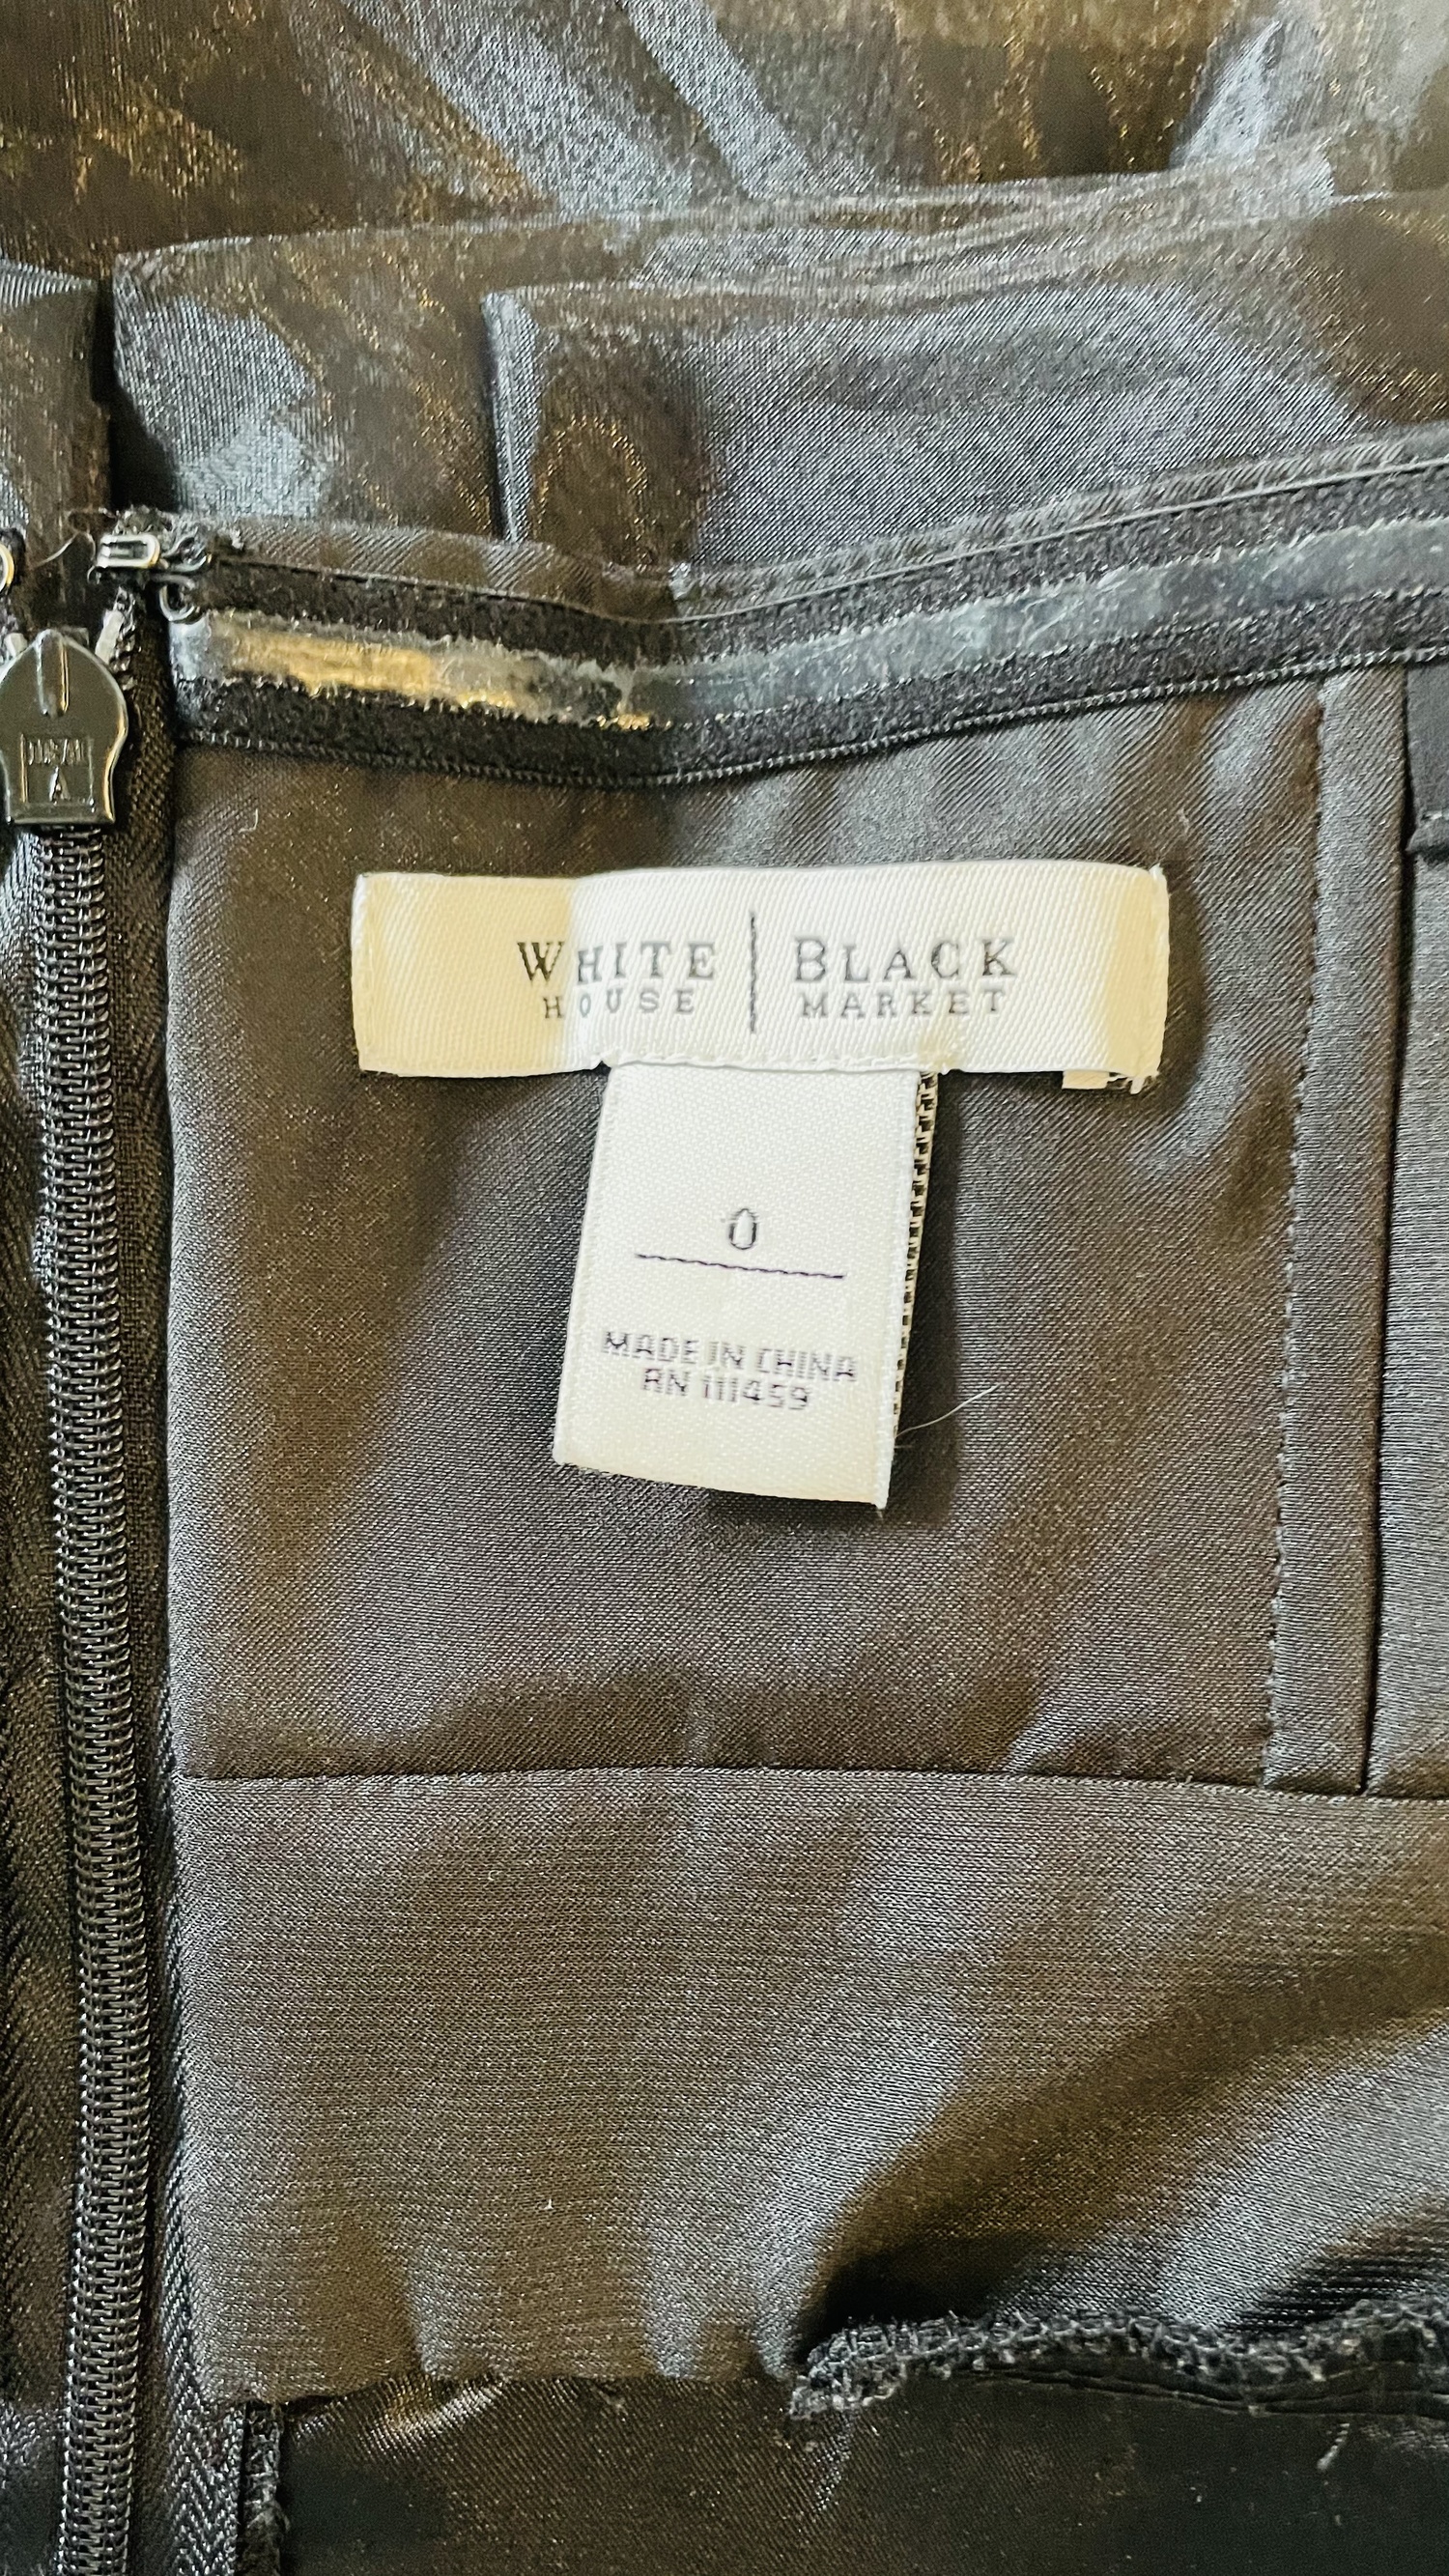 WHITE | BLACK
HOUSE MARKET
0
MADE IN CHINA
RN 111459